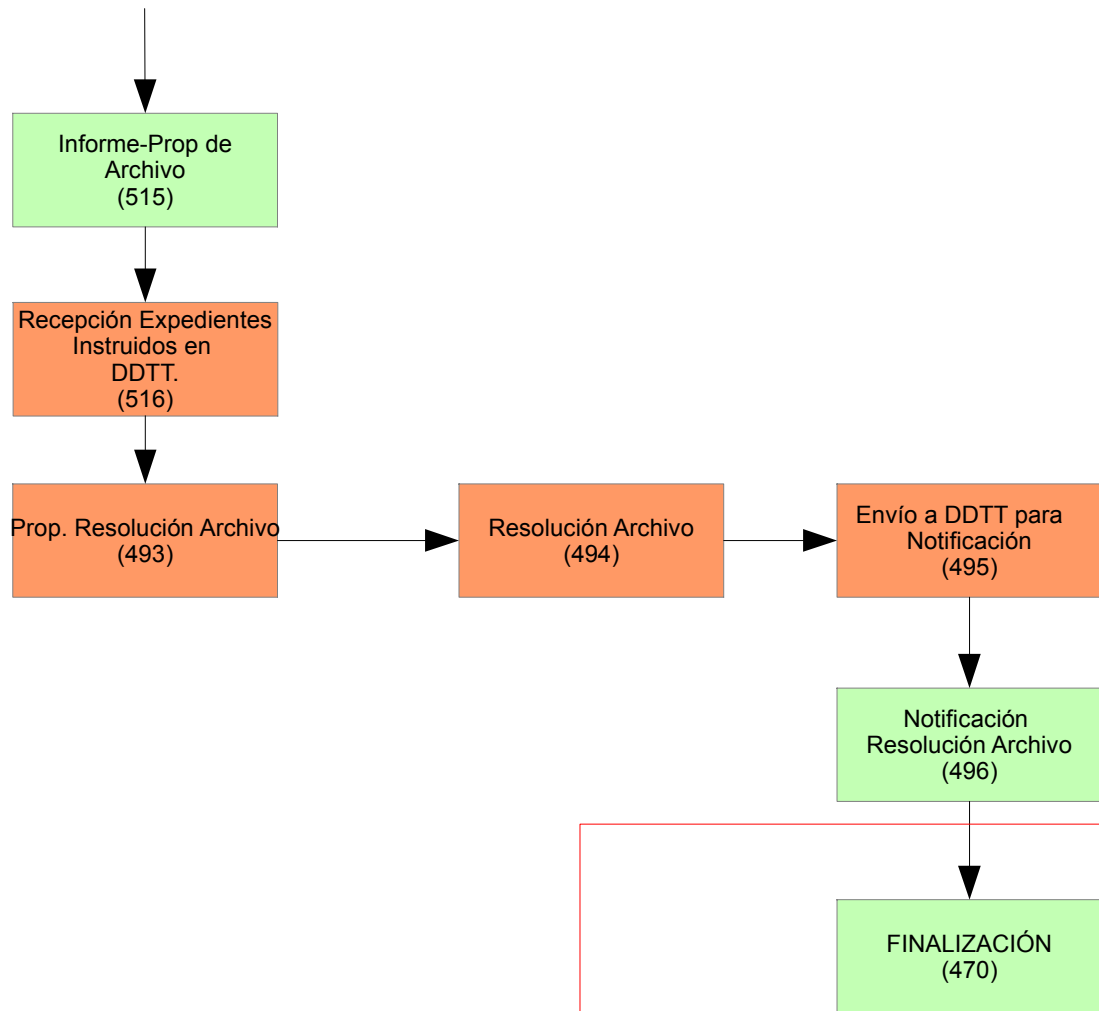 Informe-Prop de
Archivo
(515)
Recepción Expedientes
Instruidos en
DDTT.
(516)
Prop. Resolución Archivo
(493)
Resolución Archivo
(494)
Envío a DDTT para
Notificación
(495)
Notificación
Resolución Archivo
(496)
FINALIZACIÓN
(470)